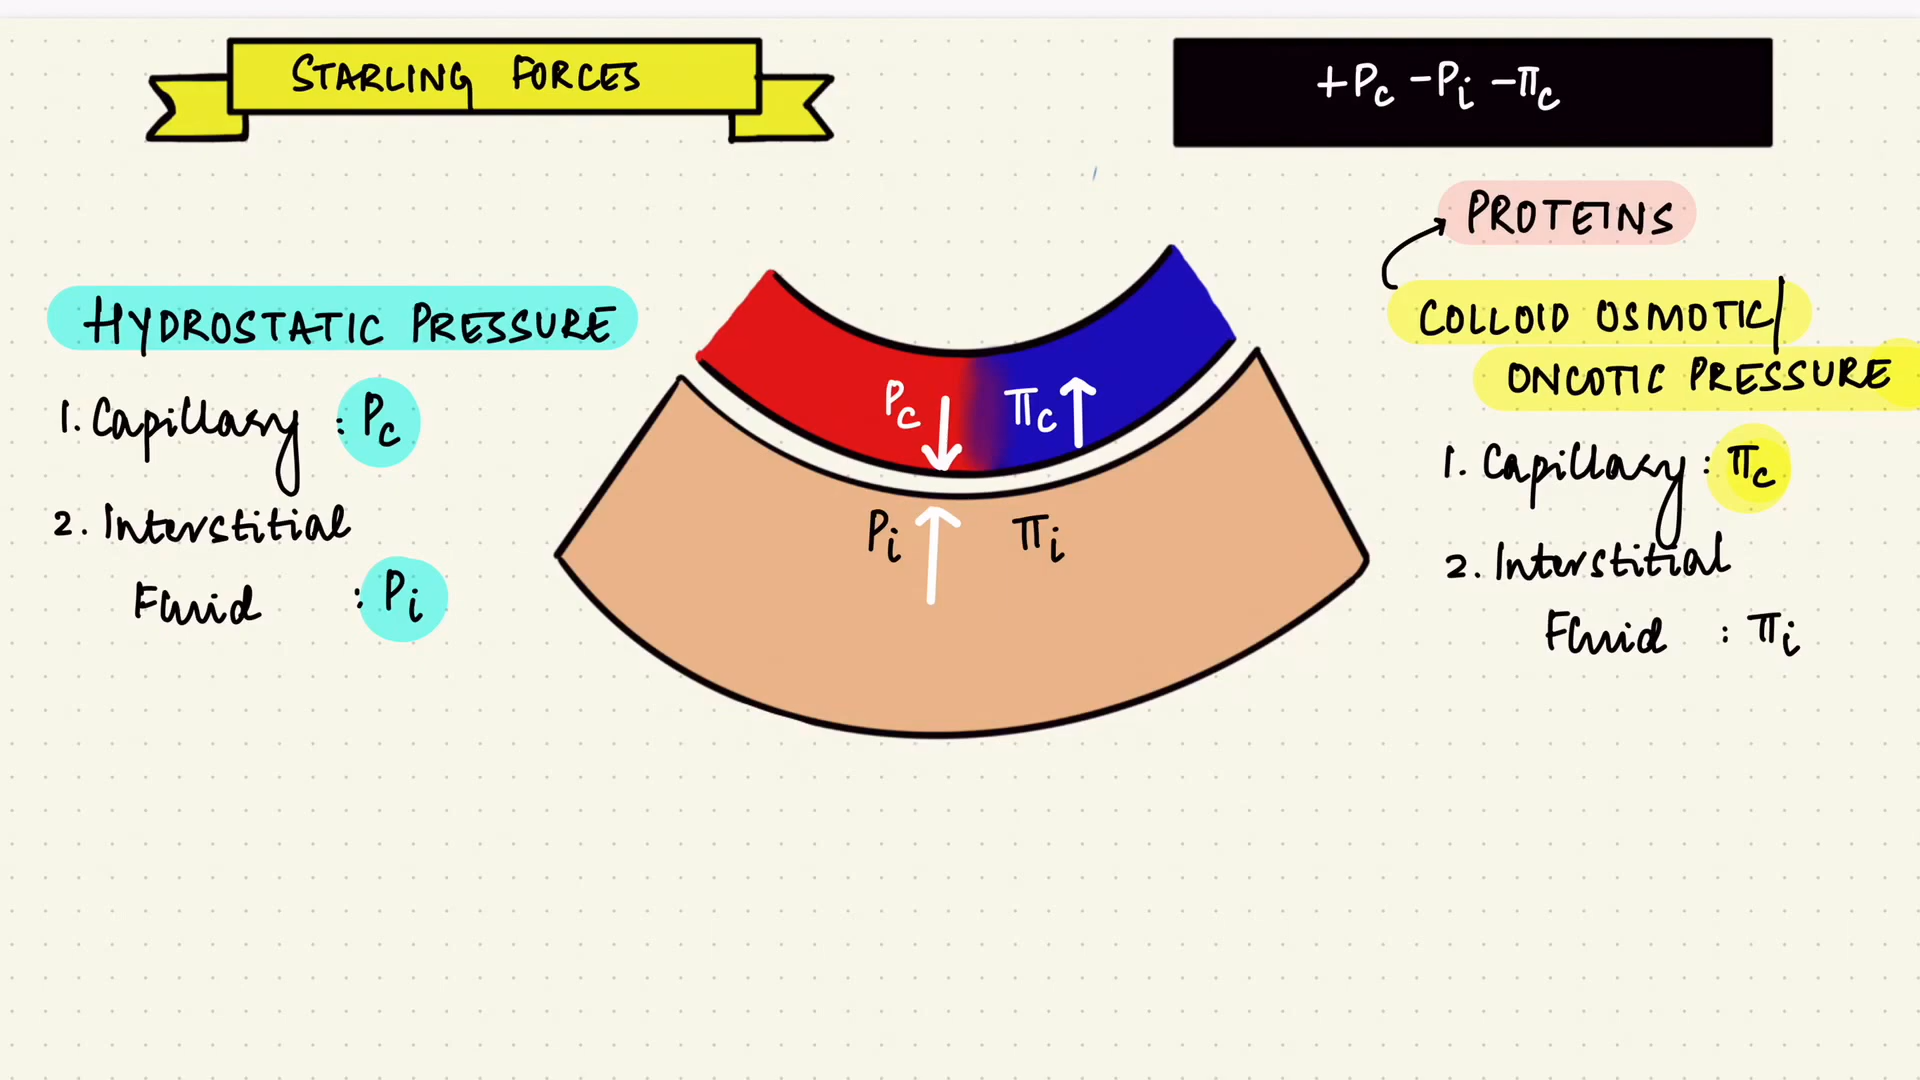 STARLING FORCES
+Pc -Pi -πc
PROTEINS
HYDROSTATIC PRESSURE
1. Capillary : Pc
2. Interstitial
Fluid : Pi
Pc
πc
Pi
πi
COLLOID OSMOTIC/
ONCOTIC PRESSURE
1. Capillary : πc
2. Interstitial
Fluid : πi